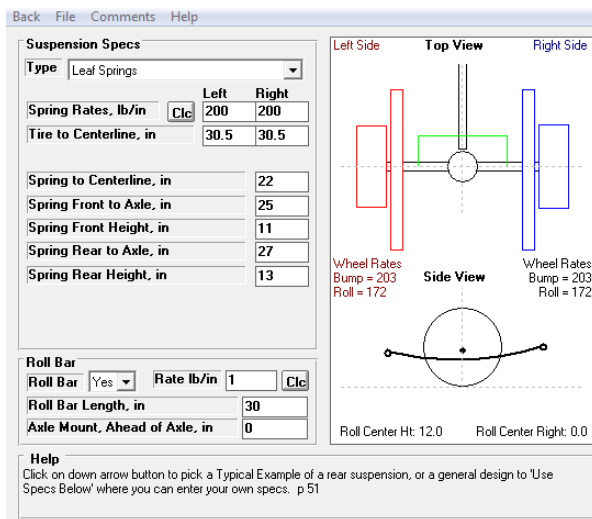 Back File Comments Help
Suspension Specs
Type Leaf Springs
Left Right
Spring Rates, lb/in Clc 200 200
Tire to Centerline, in 30.5 30.5
Spring to Centerline, in 22
Spring Front to Axle, in 25
Spring Front Height, in 11
Spring Rear to Axle, in 27
Spring Rear Height, in 13
Roll Bar
Roll Bar Yes Rate lb/in 1 Clc
Roll Bar Length, in 30
Axle Mount, Ahead of Axle, in 0
Left Side Top View Right Side
Wheel Rates
Bump = 203
Roll = 172
Side View
Wheel Rates
Bump = 203
Roll = 172
Roll Center Ht: 12.0 Roll Center Right: 0.0
Help
Click on down arrow button to pick a Typical Example of a rear suspension, or a general design to 'Use
Specs Below' where you can enter your own specs. p 51